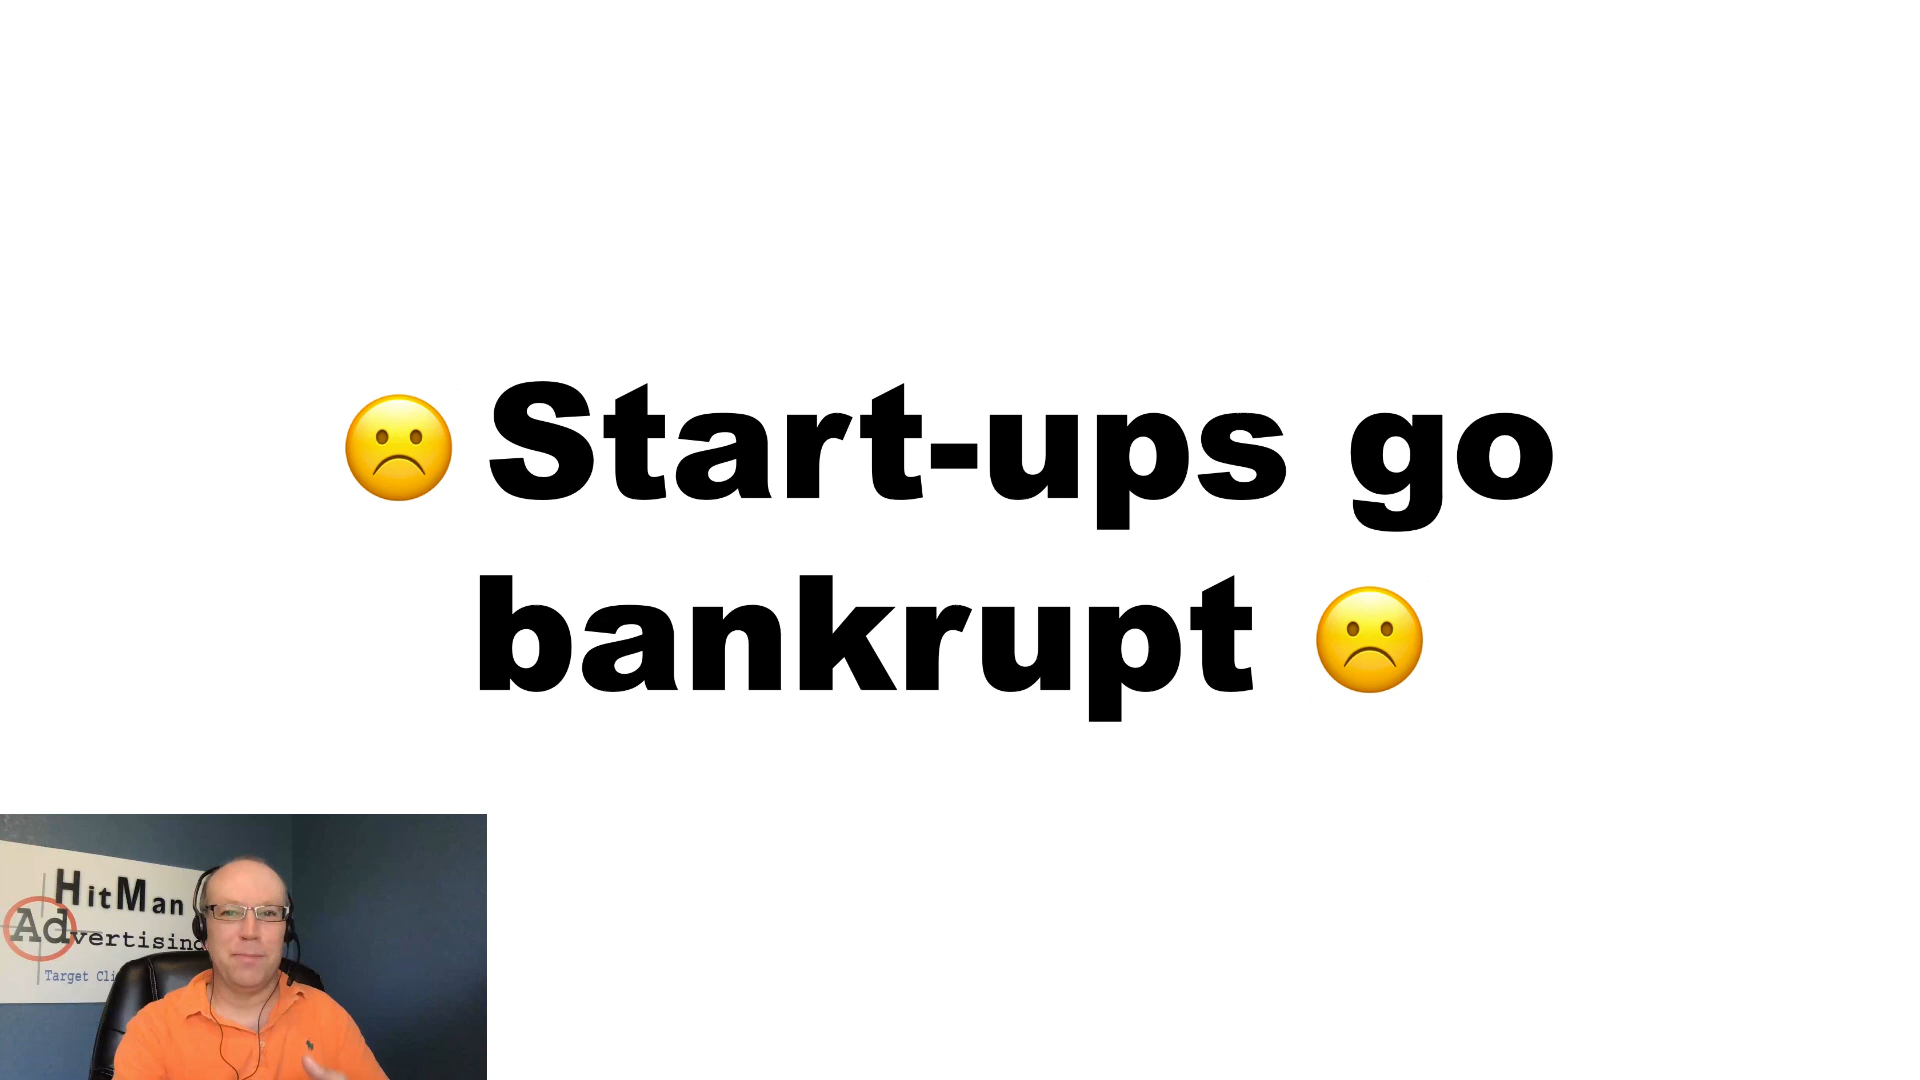 ☹️ Start-ups go
bankrupt ☹️
HitMan
Advertising
Target